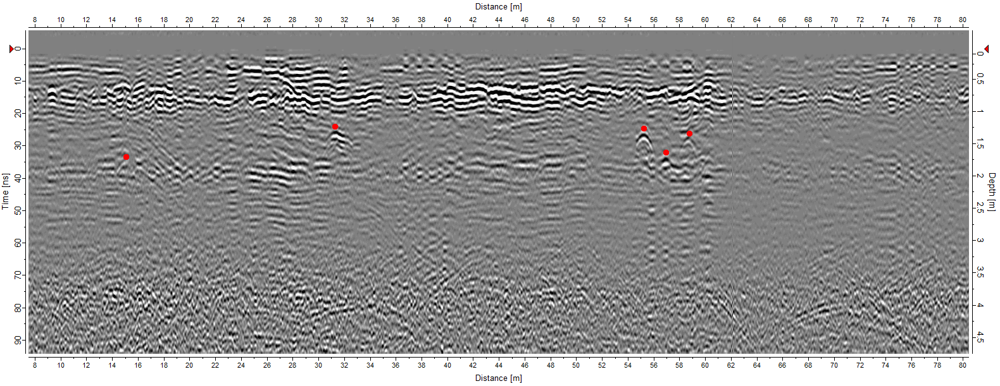 Distance [m]
8 10 12 14 16 18 20 22 24 26 28 30 32 34 36 38 40 42 44 46 48 50 52 54 56 58 60 62 64 66 68 70 72 74 76 78 80
Time [ns]
0 10 20 30 40 50 60 70 80 90
Depth [m]
0 0.5 1 1.5 2 2.5 3 3.5 4 4.5
8 10 12 14 16 18 20 22 24 26 28 30 32 34 36 38 40 42 44 46 48 50 52 54 56 58 60 62 64 66 68 70 72 74 76 78 80
Distance [m]